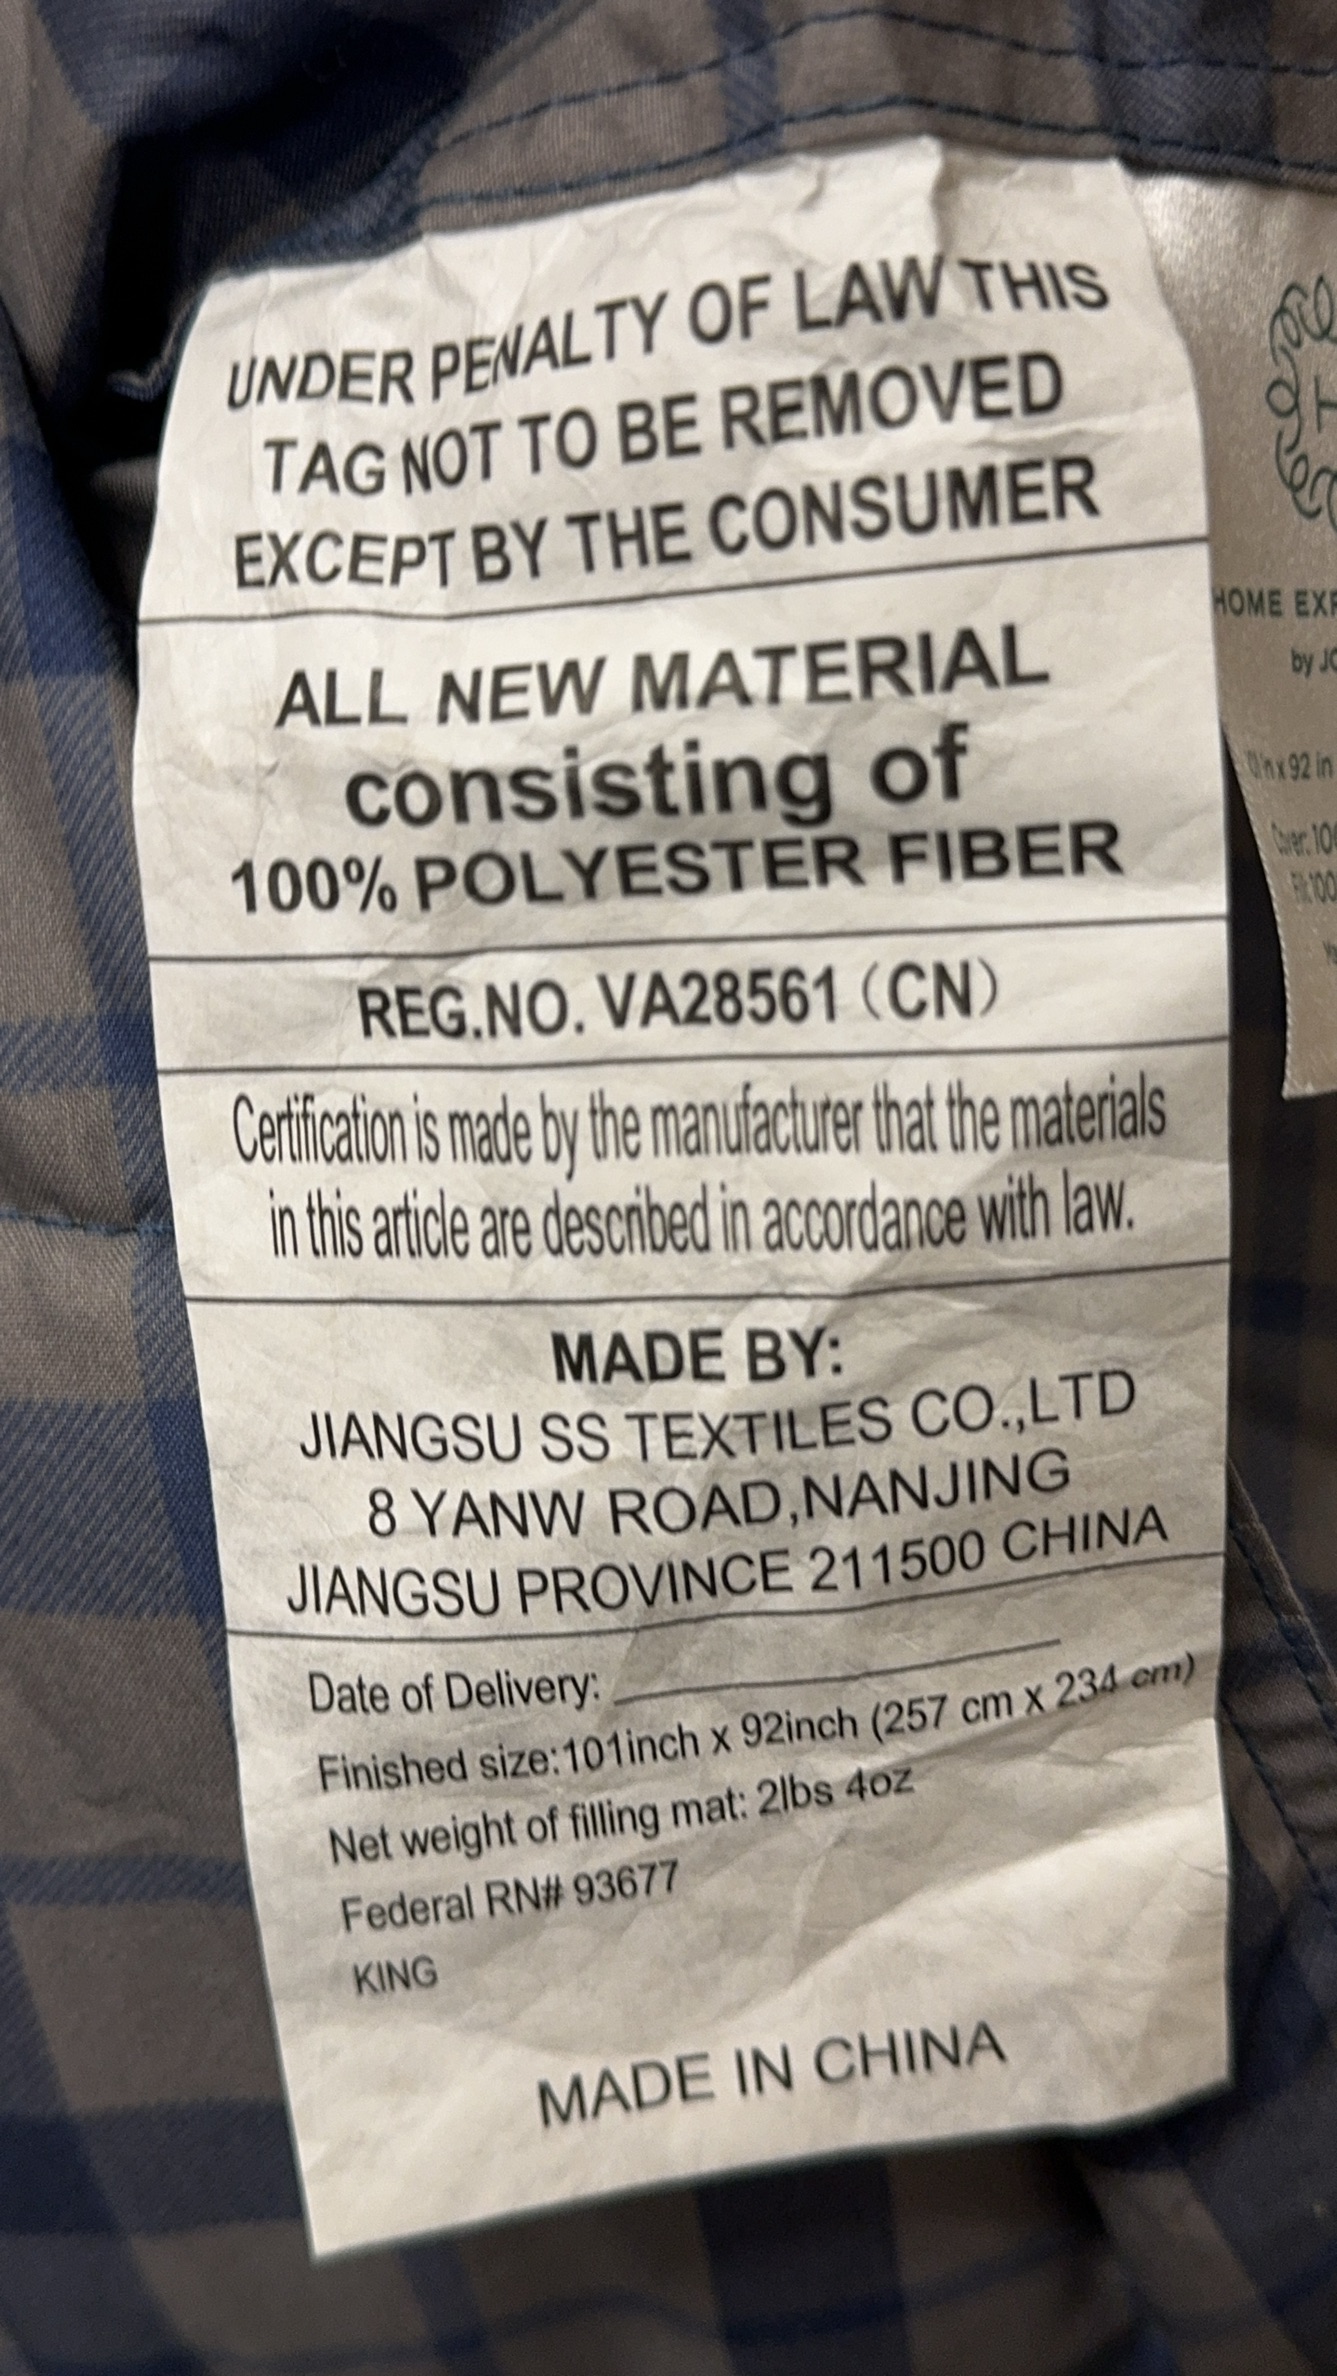 UNDER PENALTY OF LAW THIS
TAG NOT TO BE REMOVED
EXCEPT BY THE CONSUMER
ALL NEW MATERIAL
consisting of
100% POLYESTER FIBER
REG.NO. VA28561 (CN)
Certification is made by the manufacturer that the materials
in this article are described in accordance with law.
MADE BY:
JIANGSU SS TEXTILES CO.,LTD
8 YANW ROAD,NANJING
JIANGSU PROVINCE 211500 CHINA
Date of Delivery:
Finished size:101inch x 92inch (257 cm x 234 cm)
Net weight of filling mat: 2lbs 4oz
Federal RN# 93677
KING
MADE IN CHINA
HOME
by
x 92 in